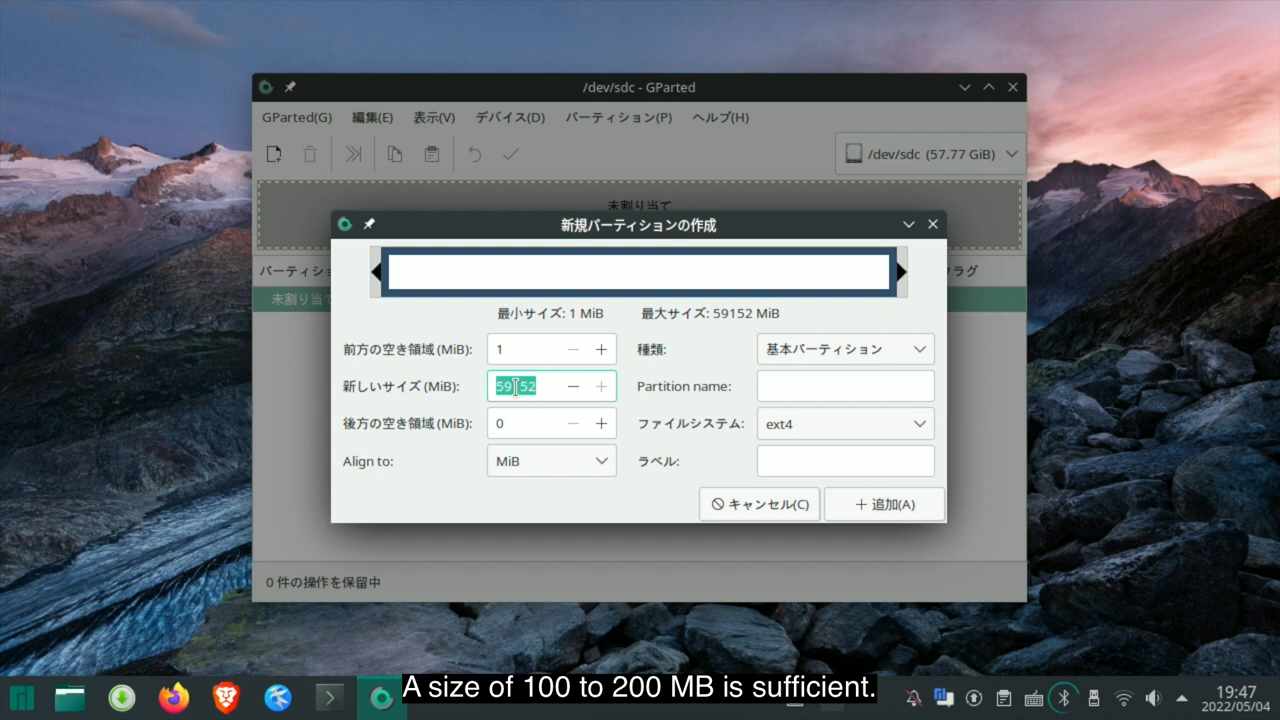 /dev/sdc - GParted
GParted(G) 編集(E) 表示(V) デバイス(D) パーティション(P) ヘルプ(H)
/dev/sdc (57.77 GiB)
未割り当て
新規パーティションの作成
パーティショ
フラグ
未割り当て
最小サイズ: 1 MiB 最大サイズ: 59152 MiB
前方の空き領域 (MiB): 1 種類: 基本パーティション
新しいサイズ (MiB): 59152 Partition name:
後方の空き領域 (MiB): 0 ファイルシステム: ext4
Align to: MiB ラベル:
キャンセル(C) 追加(A)
0 件の操作を保留中
A size of 100 to 200 MB is sufficient.
19:47
2022/05/04